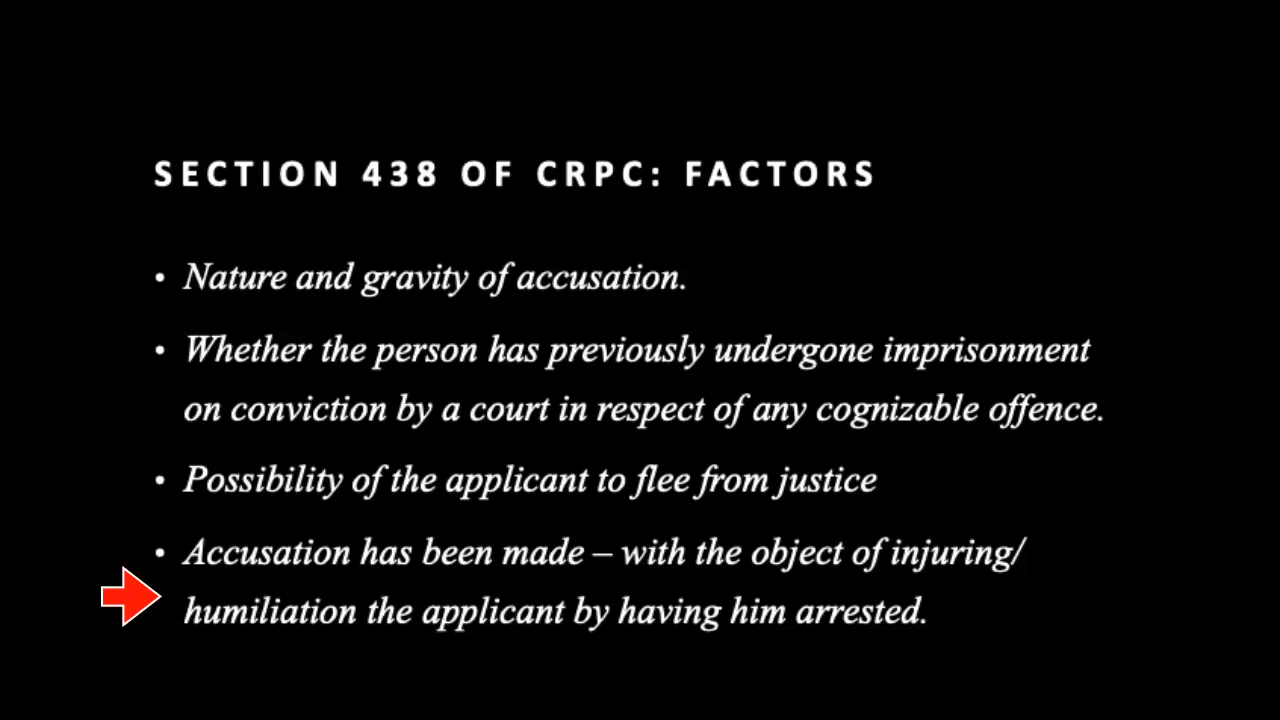 SECTION 438 OF CRPC: FACTORS
• Nature and gravity of accusation.
• Whether the person has previously undergone imprisonment
on conviction by a court in respect of any cognizable offence.
• Possibility of the applicant to flee from justice
• Accusation has been made – with the object of injuring/
humiliation the applicant by having him arrested.